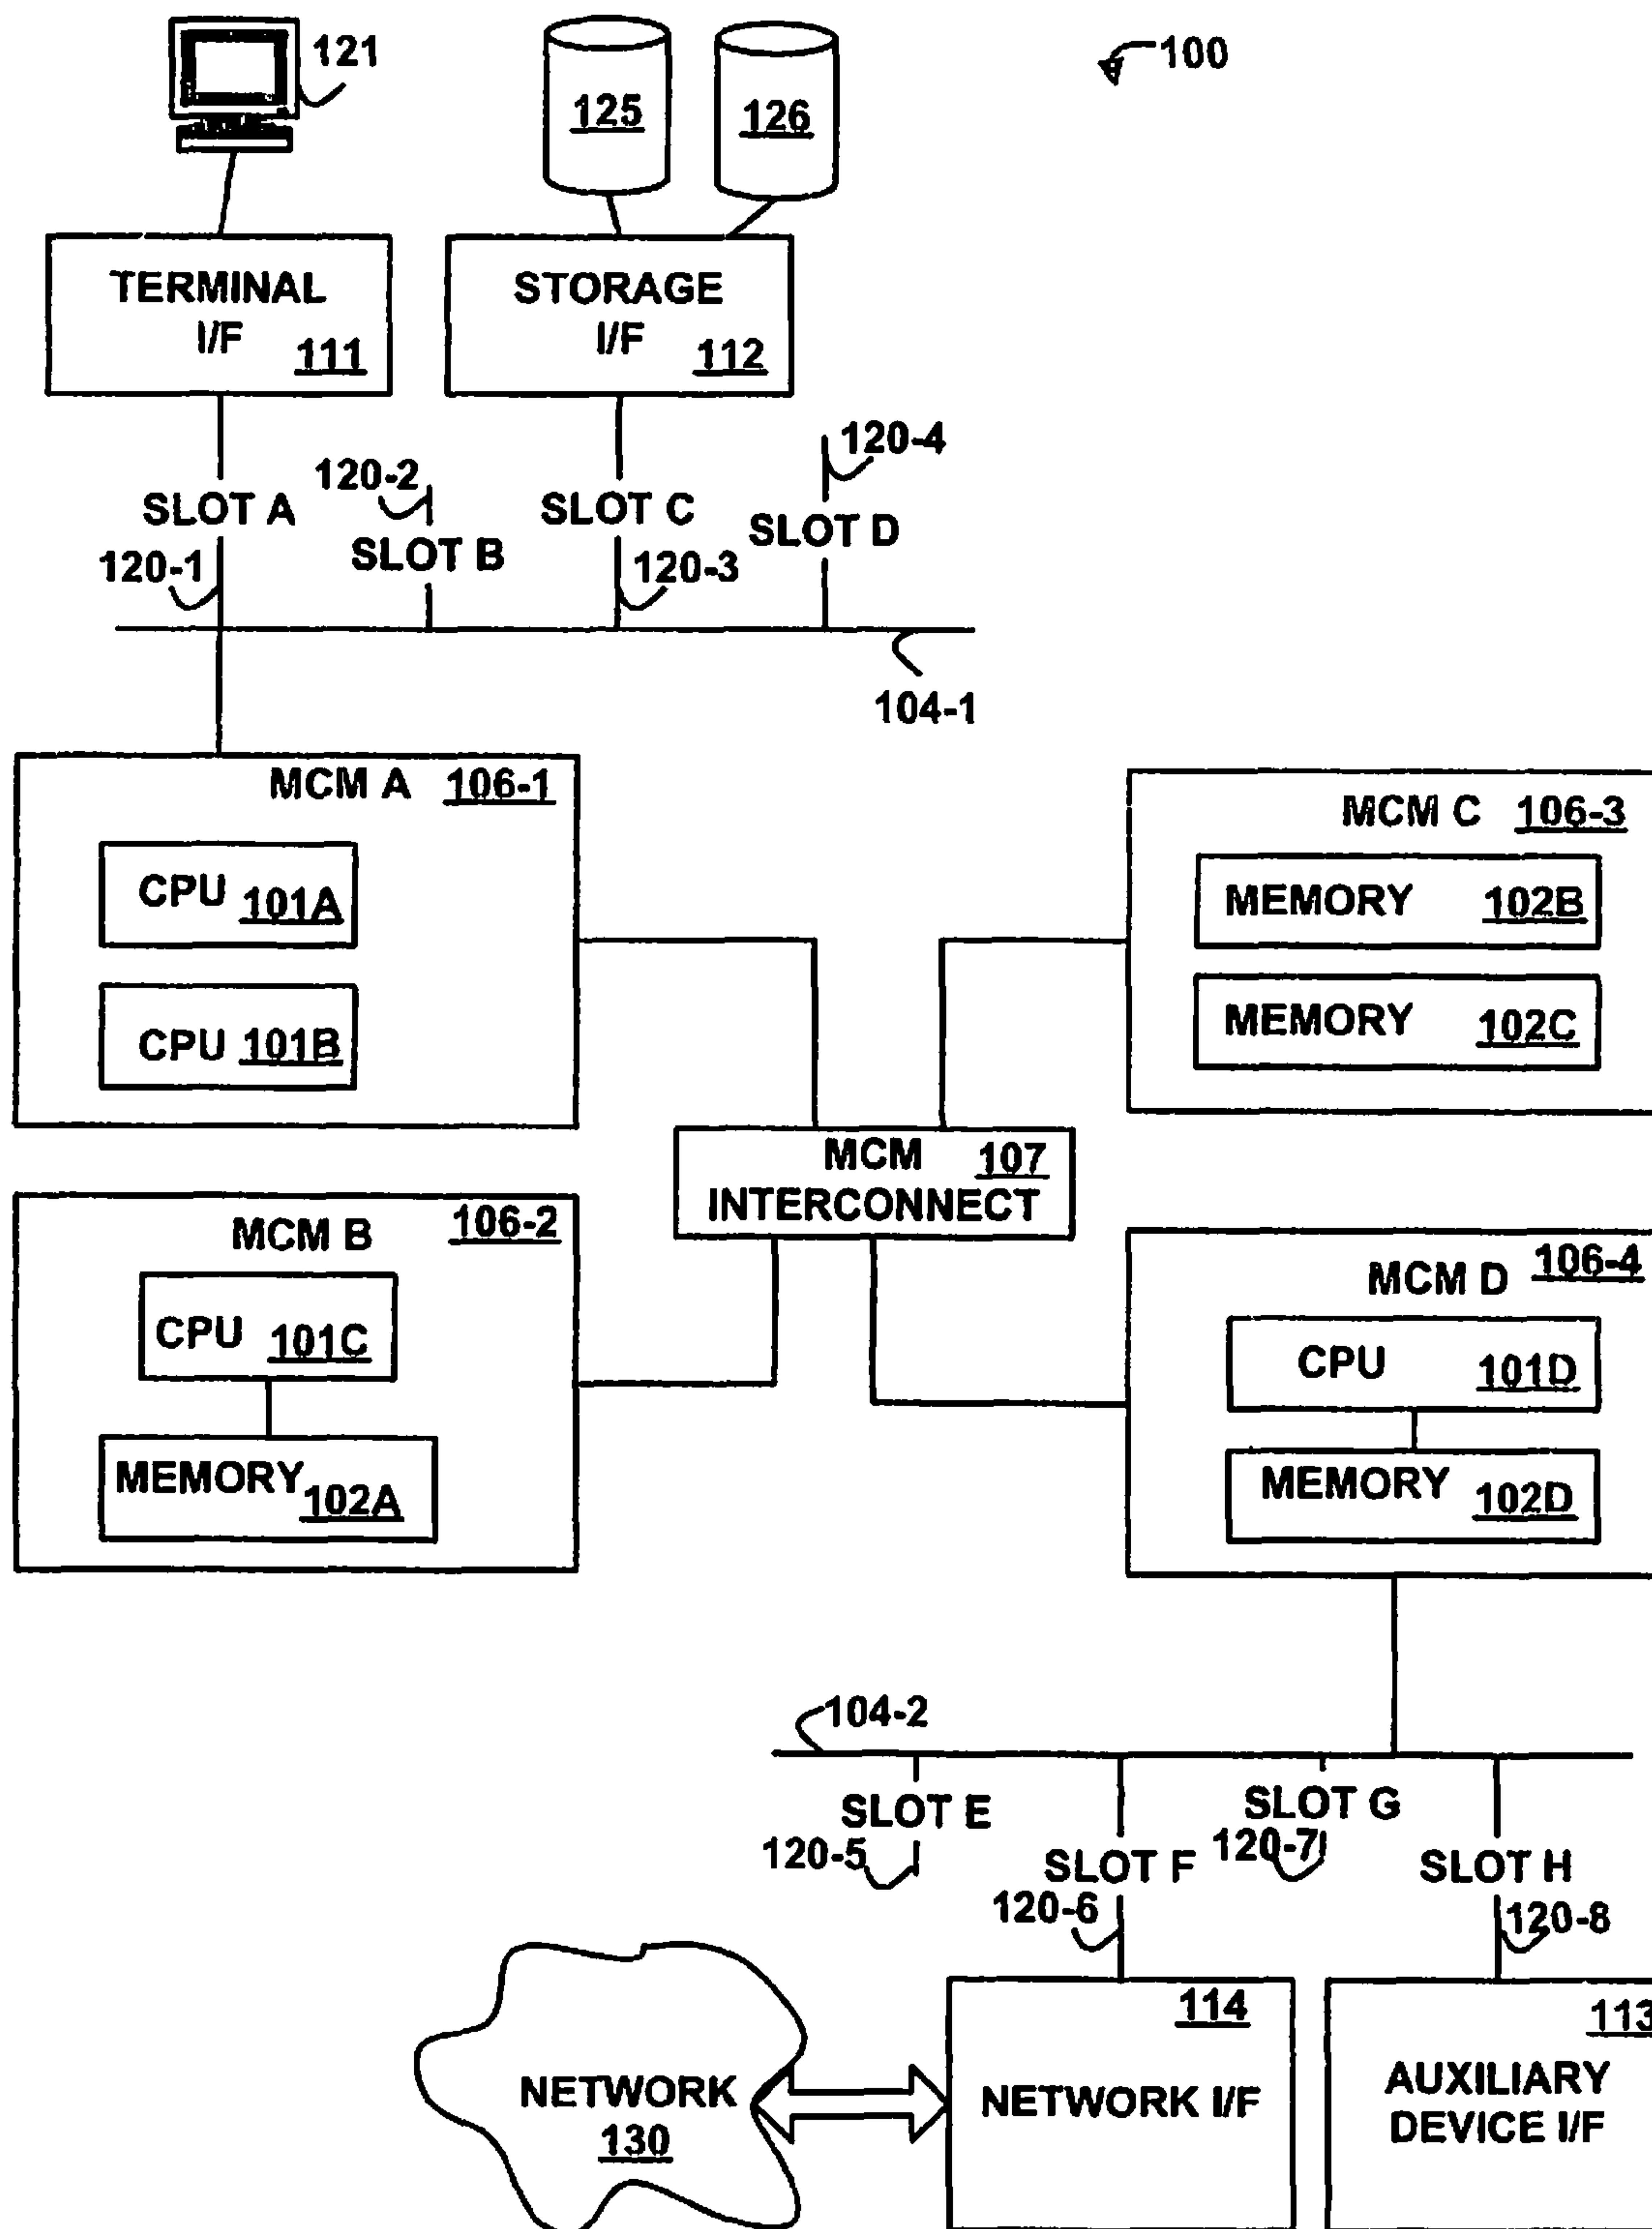 121
125
126
100
TERMINAL
I/F 111
STORAGE
I/F 112
120-4
120-2
SLOT A
SLOT C
SLOT D
SLOT B
120-1
120-3
104-1
MCM A 106-1
CPU 101A
CPU 101B
MCM C 106-3
MEMORY 102B
MEMORY 102C
MCM 107
INTERCONNECT
MCM B 106-2
CPU 101C
MEMORY 102A
MCM D 106-4
CPU 101D
MEMORY 102D
104-2
SLOT E
SLOT G
120-5
120-7
SLOT F
SLOT H
120-6
120-8
114
NETWORK I/F
113
AUXILIARY
DEVICE I/F
NETWORK
130